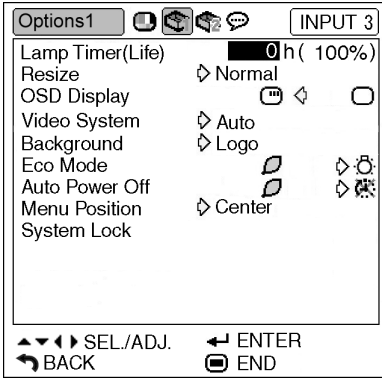 Options1 INPUT 3
Lamp Timer(Life) 0 h( 100%)
Resize Normal
OSD Display
Video System Auto
Background Logo
Eco Mode
Auto Power Off
Menu Position Center
System Lock
SEL./ADJ. ENTER
BACK END